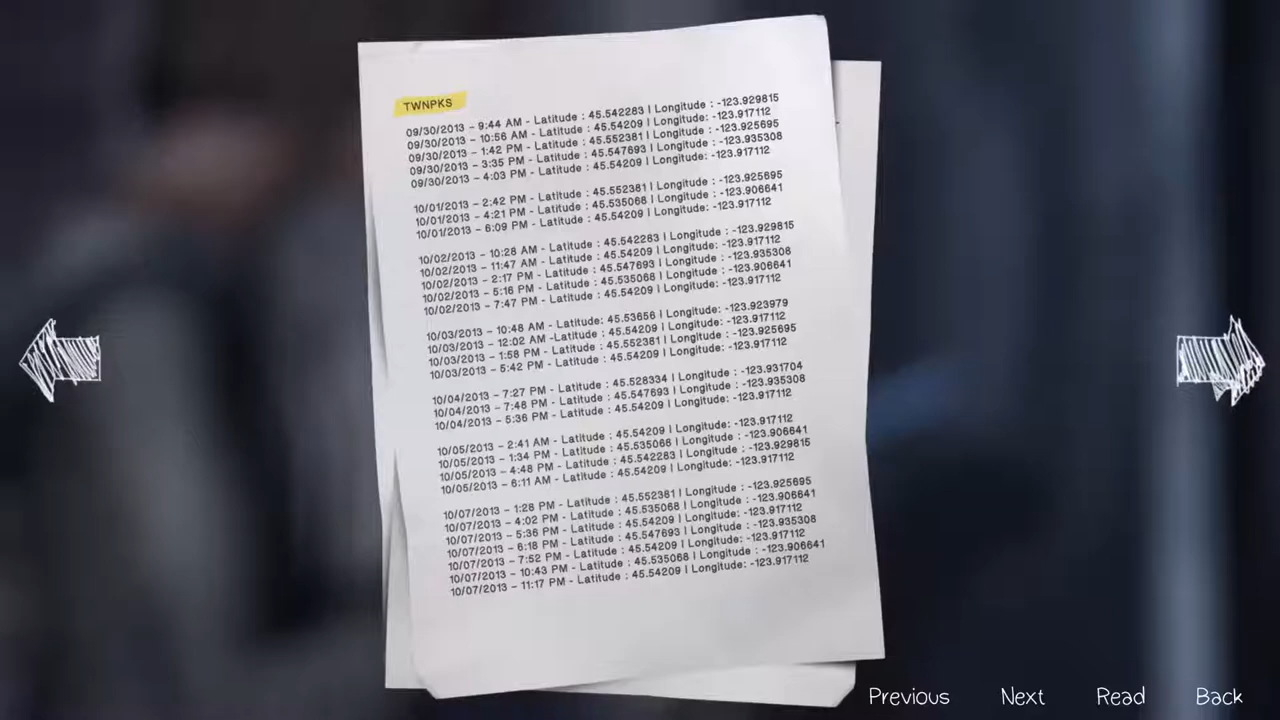 TWNPKS
09/30/2013 - 9:44 AM - Latitude : 45.542283 | Longitude : -123.929815
09/30/2013 - 10:56 AM - Latitude : 45.54209 | Longitude : -123.917112
09/30/2013 - 1:42 PM - Latitude : 45.552381 | Longitude : -123.925695
09/30/2013 - 3:35 PM - Latitude : 45.547693 | Longitude : -123.935308
09/30/2013 - 4:03 PM - Latitude : 45.54209 | Longitude: -123.917112
10/01/2013 - 2:42 PM - Latitude : 45.552381 | Longitude : -123.925695
10/01/2013 - 4:21 PM - Latitude : 45.535068 | Longitude : -123.906641
10/01/2013 - 6:09 PM - Latitude : 45.54209 | Longitude: -123.917112
10/02/2013 - 10:28 AM - Latitude : 45.542283 | Longitude : -123.929815
10/02/2013 - 11:47 AM - Latitude : 45.54209 | Longitude: -123.917112
10/02/2013 - 2:17 PM - Latitude : 45.547693 | Longitude : -123.935308
10/02/2013 - 5:16 PM - Latitude : 45.535068 | Longitude : -123.906641
10/02/2013 - 7:47 PM - Latitude : 45.54209 | Longitude: -123.917112
10/03/2013 - 10:48 AM - Latitude: 45.53656 | Longitude : -123.923979
10/03/2013 - 12:02 AM -Latitude : 45.54209 | Longitude: -123.917112
10/03/2013 - 1:58 PM - Latitude : 45.552381 | Longitude : -123.925695
10/03/2013 - 5:42 PM - Latitude : 45.54209 | Longitude: -123.917112
10/04/2013 - 7:27 PM - Latitude : 45.528334 | Longitude : -123.931704
10/04/2013 - 7:48 PM - Latitude : 45.547693 | Longitude : -123.935308
10/04/2013 - 5:36 PM - Latitude : 45.54209 | Longitude: -123.917112
10/05/2013 - 2:41 AM - Latitude : 45.54209 | Longitude: -123.917112
10/05/2013 - 1:34 PM - Latitude : 45.535068 | Longitude : -123.906641
10/05/2013 - 4:48 PM - Latitude : 45.542283 | Longitude : -123.929815
10/05/2013 - 6:11 AM - Latitude : 45.54209 | Longitude: -123.917112
10/07/2013 - 1:28 PM - Latitude : 45.552381 | Longitude : -123.925695
10/07/2013 - 4:02 PM - Latitude : 45.535068 | Longitude : -123.906641
10/07/2013 - 5:36 PM - Latitude : 45.54209 | Longitude: -123.917112
10/07/2013 - 6:18 PM - Latitude : 45.547693 | Longitude : -123.935308
10/07/2013 - 7:52 PM - Latitude : 45.54209 | Longitude: -123.917112
10/07/2013 - 10:43 PM - Latitude : 45.535068 | Longitude : -123.906641
10/07/2013 - 11:17 PM - Latitude : 45.54209 | Longitude: -123.917112
Previous Next Read Back